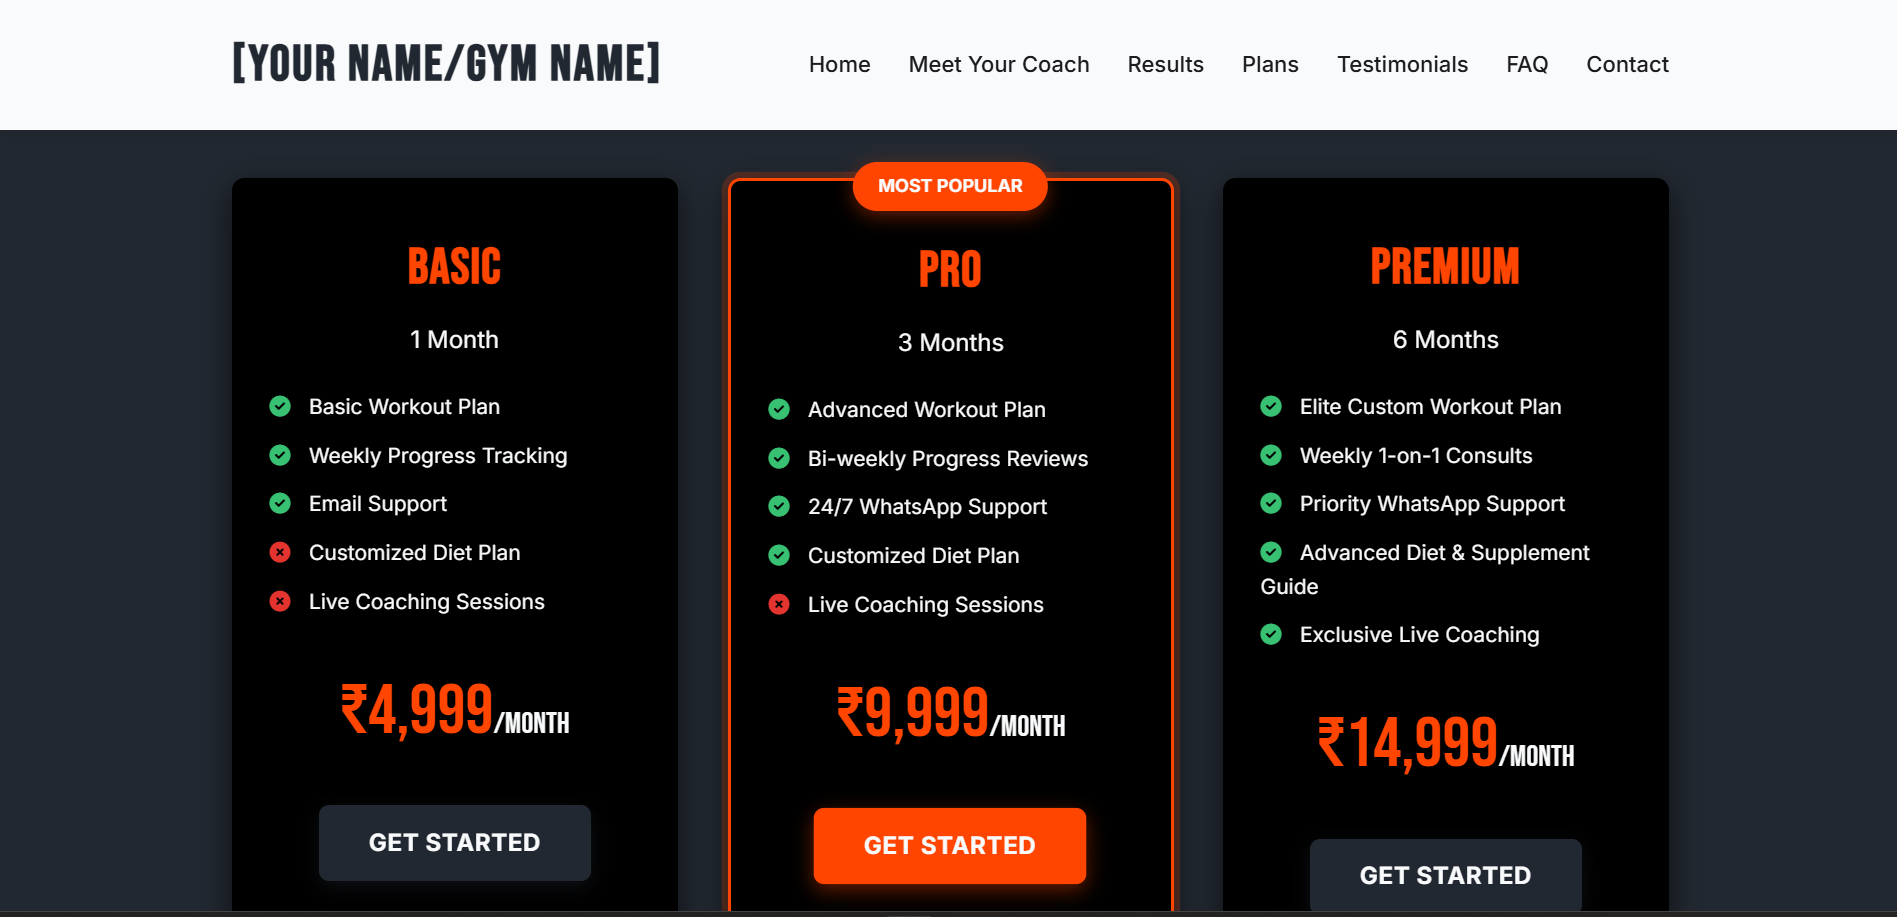 [YOUR NAME/GYM NAME]
Home
Meet Your Coach
Results
Plans
Testimonials
FAQ
Contact
BASIC
1 Month
Basic Workout Plan
Weekly Progress Tracking
Email Support
Customized Diet Plan
Live Coaching Sessions
₹4,999/MONTH
GET STARTED
MOST POPULAR
PRO
3 Months
Advanced Workout Plan
Bi-weekly Progress Reviews
24/7 WhatsApp Support
Customized Diet Plan
Live Coaching Sessions
₹9,999/MONTH
GET STARTED
PREMIUM
6 Months
Elite Custom Workout Plan
Weekly 1-on-1 Consults
Priority WhatsApp Support
Advanced Diet & Supplement
Guide
Exclusive Live Coaching
₹14,999/MONTH
GET STARTED